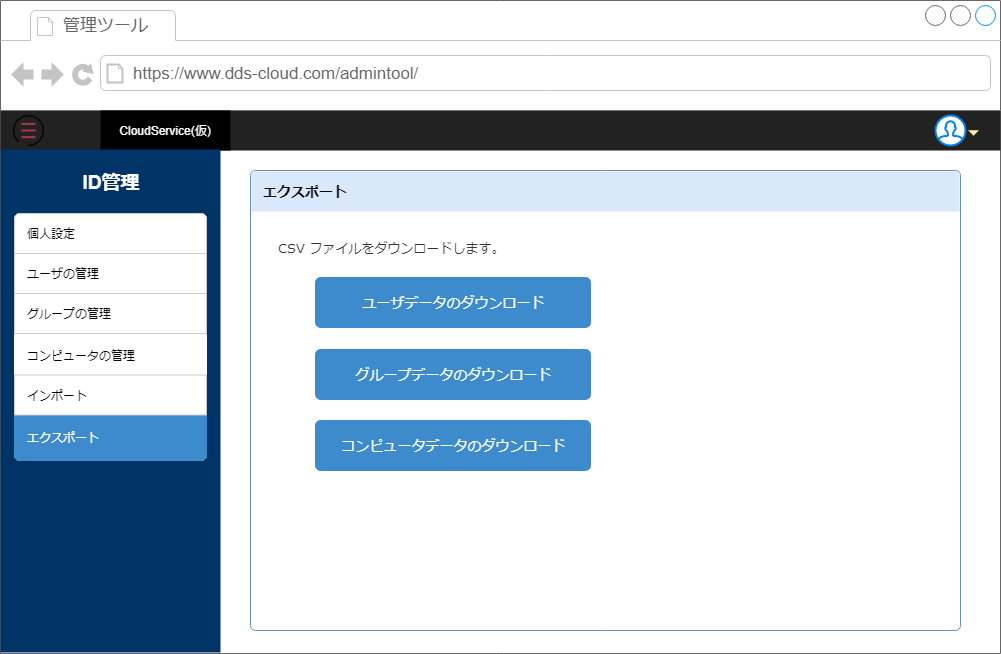 管理ツール
https://www.dds-cloud.com/admintool/
CloudService(仮)
ID管理
個人設定
ユーザの管理
グループの管理
コンピュータの管理
インポート
エクスポート
エクスポート
CSV ファイルをダウンロードします。
ユーザデータのダウンロード
グループデータのダウンロード
コンピュータデータのダウンロード